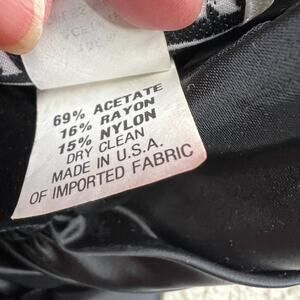 69% ACETATE
16% RAYON
15% NYLON
DRY CLEAN
MADE IN U.S.A.
OF IMPORTED FABRIC